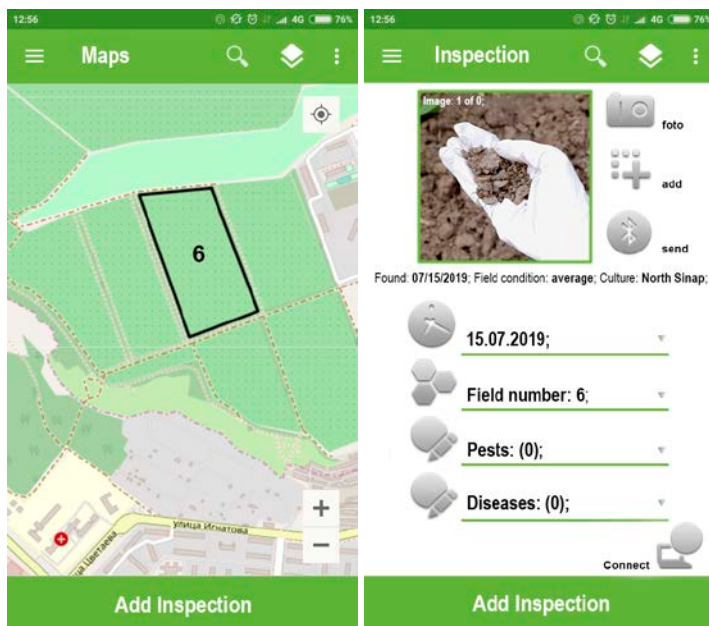 12:56
4G 76%
Maps
6
улица Игнатова
улица Цветаева
Add Inspection
12:56
4G 76%
Inspection
Image: 1 of 0;
foto
add
send
Found: 07/15/2019; Field condition: average; Culture: North Sinap;
15.07.2019;
Field number: 6;
Pests: (0);
Diseases: (0);
Connect
Add Inspection